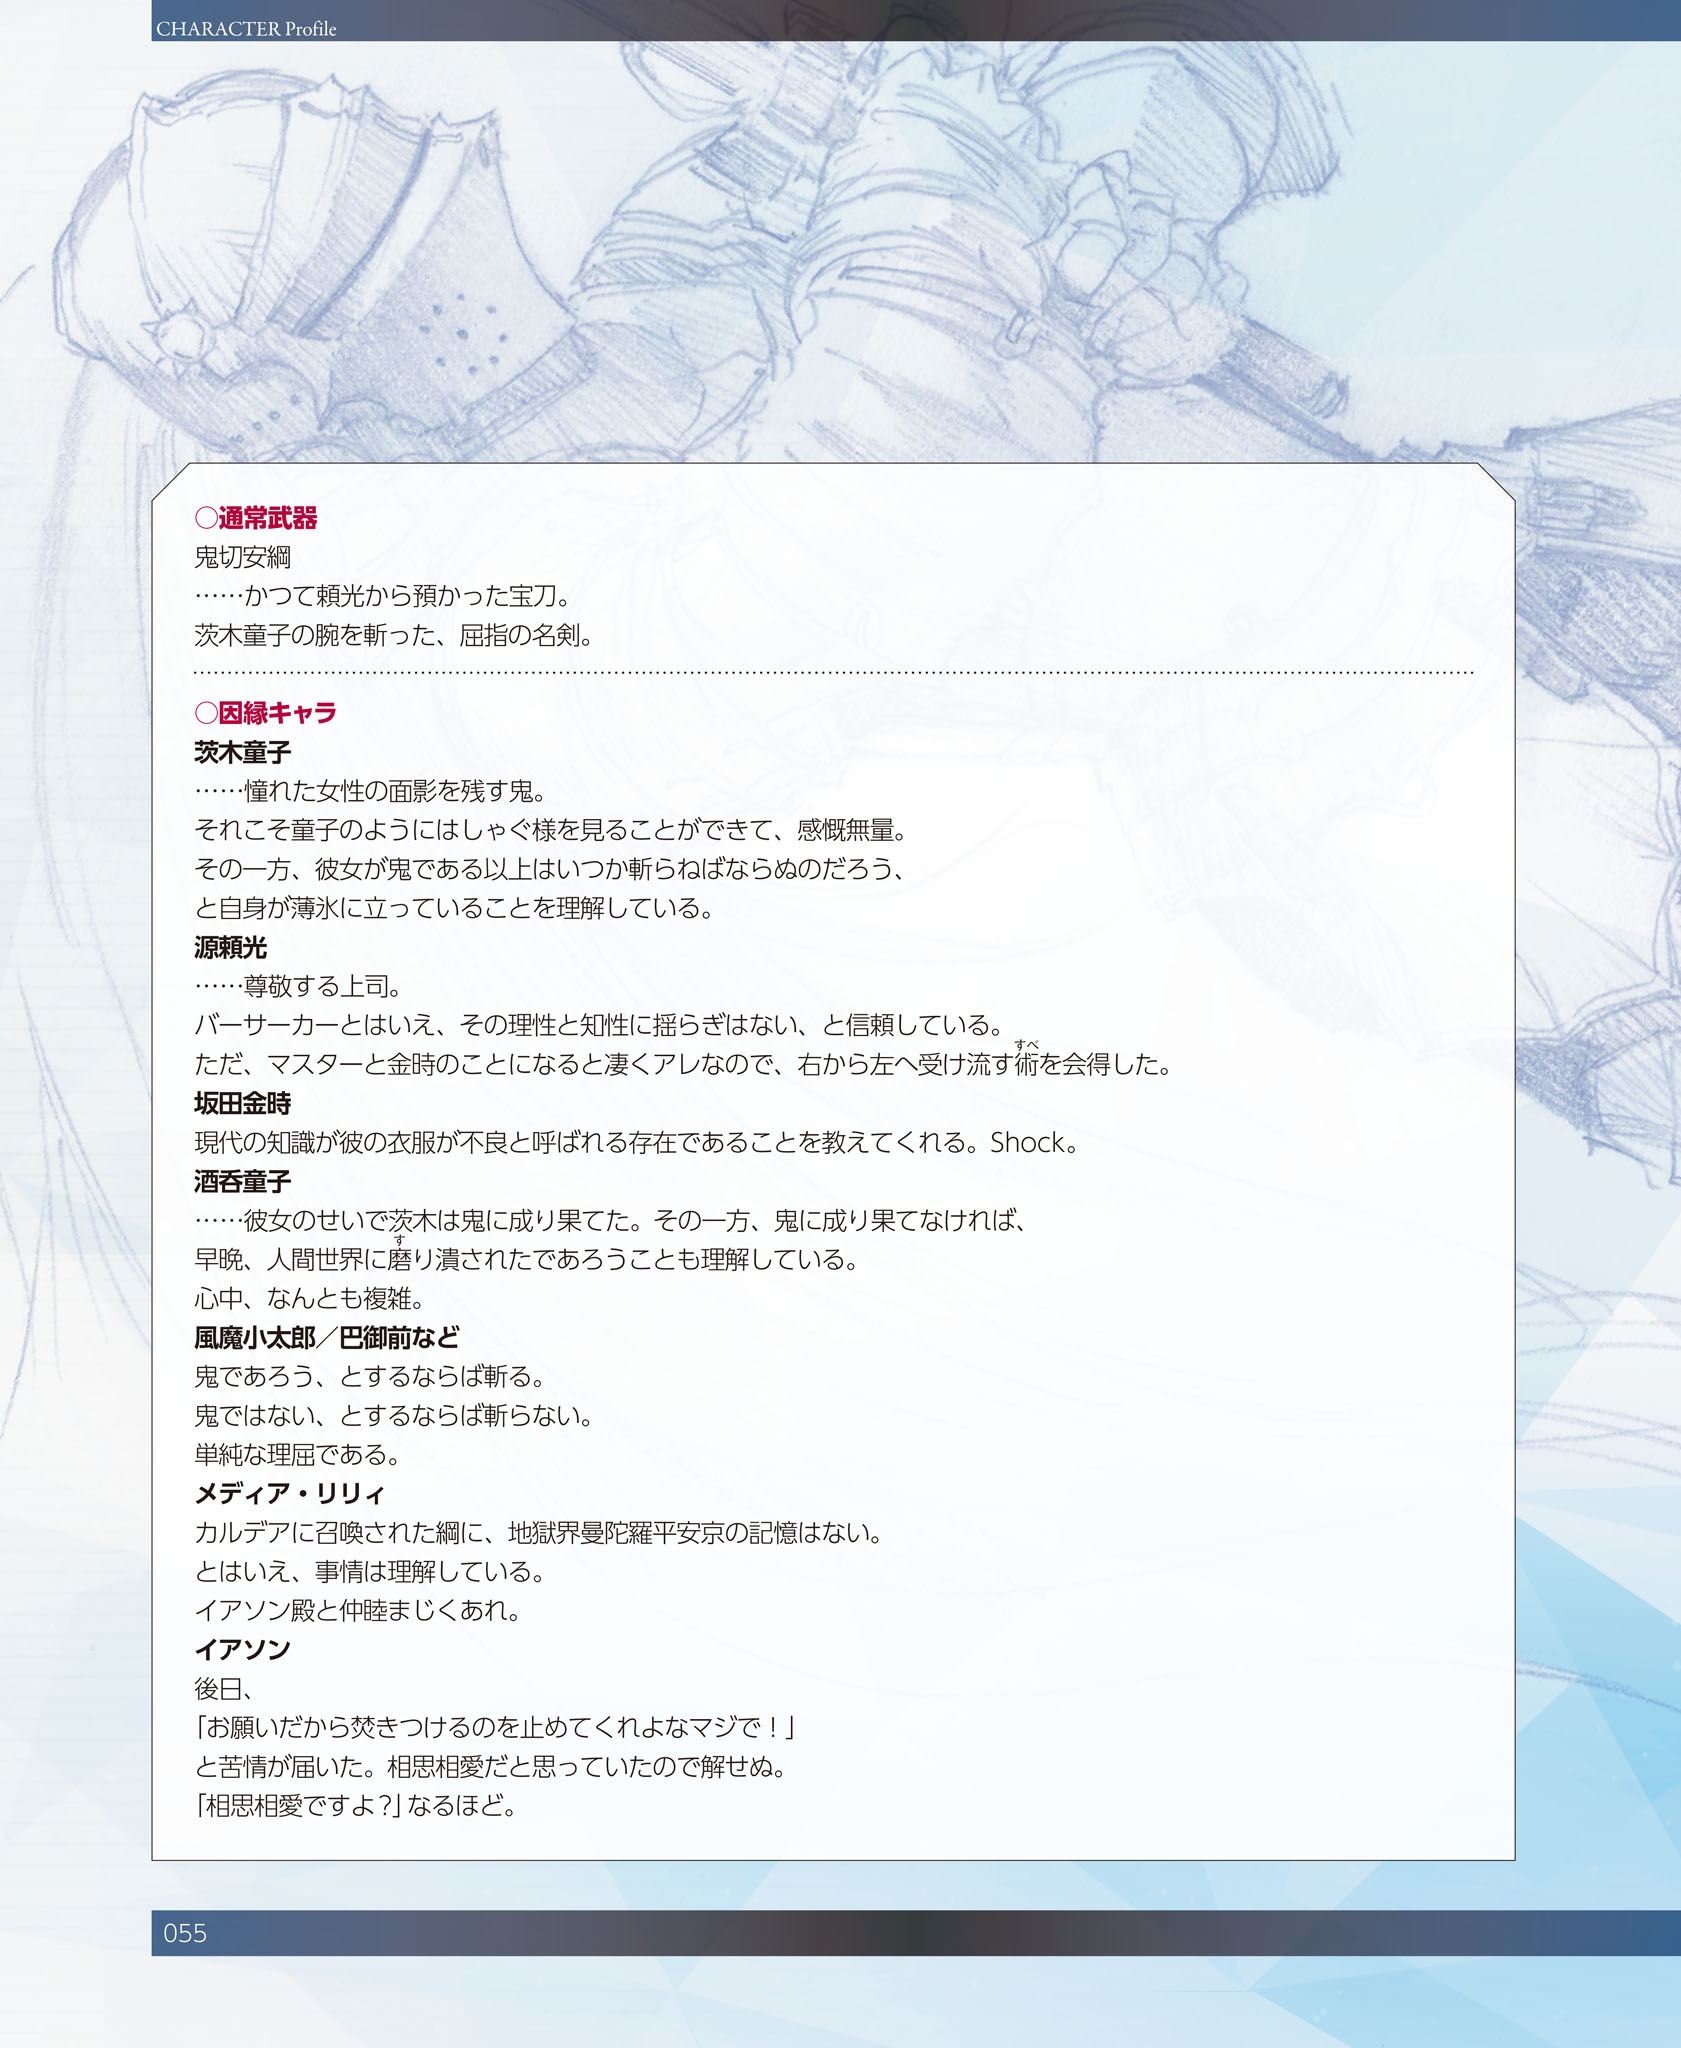 CHARACTER Profile
○通常武器
鬼切安綱
……かつて頼光から預かった宝刀。
茨木童子の腕を斬った、屈指の名剣。
○因縁キャラ
茨木童子
……憧れた女性の面影を残す鬼。
それこそ童子のようにはしゃぐ様を見ることができて、感慨無量。
その一方、彼女が鬼である以上はいつか斬らねばならぬのだろう、
と自身が薄氷に立っていることを理解している。
源頼光
……尊敬する上司。
バーサーカーとはいえ、その理性と知性に揺らぎはない、と信頼している。
すべ
ただ、マスターと金時のことになると凄くアレなので、右から左へ受け流す術を会得した。
坂田金時
現代の知識が彼の衣服が不良と呼ばれる存在であることを教えてくれる。Shock。
酒呑童子
……彼女のせいで茨木は鬼に成り果てた。その一方、鬼に成り果てなければ、
す
早晩、人間世界に磨り潰されたであろうことも理解している。
心中、なんとも複雑。
風魔小太郎／巴御前など
鬼であろう、とするならば斬る。
鬼ではない、とするならば斬らない。
単純な理屈である。
メディア・リリィ
カルデアに召喚された綱に、地獄界曼陀羅平安京の記憶はない。
とはいえ、事情は理解している。
イアソン殿と仲睦まじくあれ。
イアソン
後日、
「お願いだから焚きつけるのを止めてくれよなマジで！」
と苦情が届いた。相思相愛だと思っていたので解せぬ。
「相思相愛ですよ？」なるほど。
055